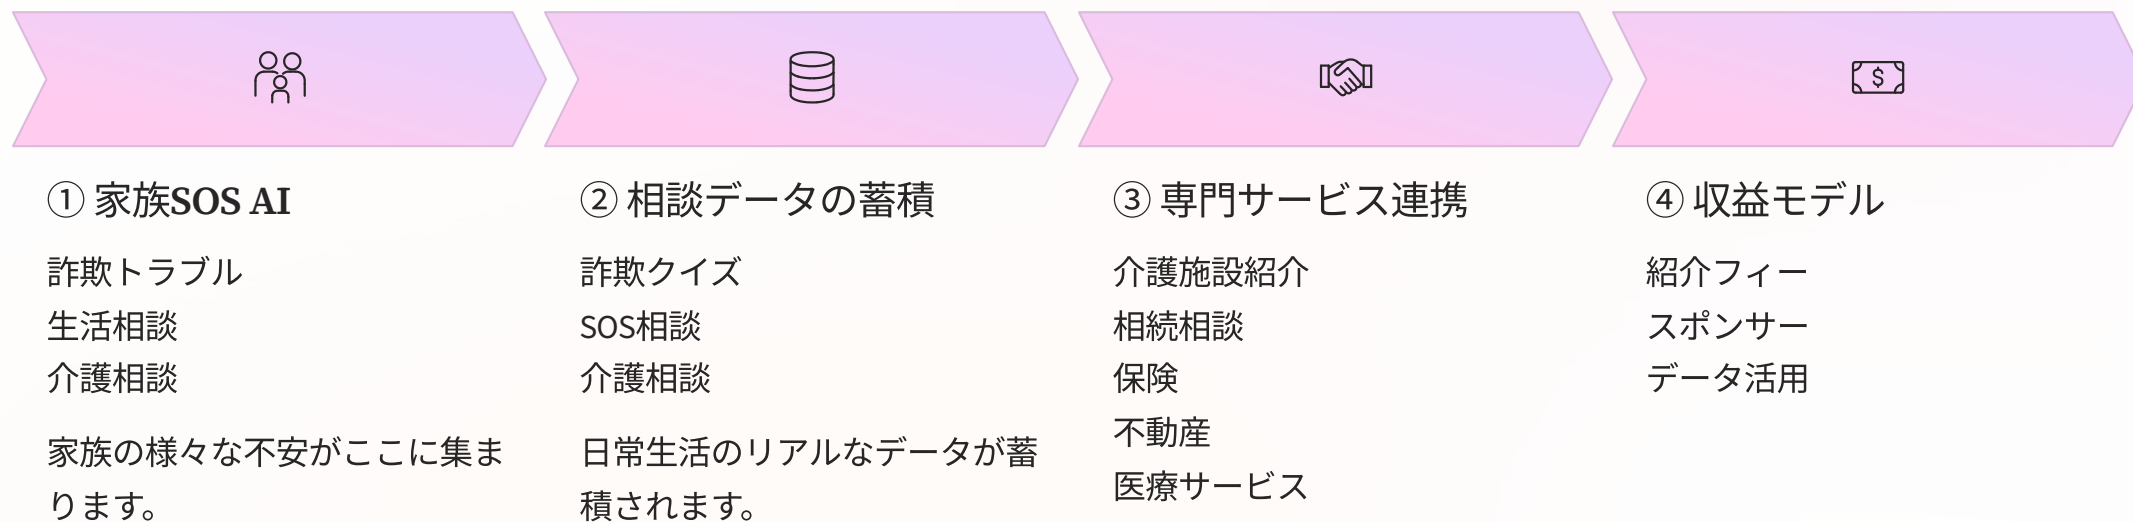 ① 家族SOS AI
詐欺トラブル
生活相談
介護相談
家族の様々な不安がここに集ま
ります。
② 相談データの蓄積
詐欺クイズ
SOS相談
介護相談
日常生活のリアルなデータが蓄
積されます。
③ 専門サービス連携
介護施設紹介
相続相談
保険
不動産
医療サービス
④ 収益モデル
紹介フィー
スポンサー
データ活用